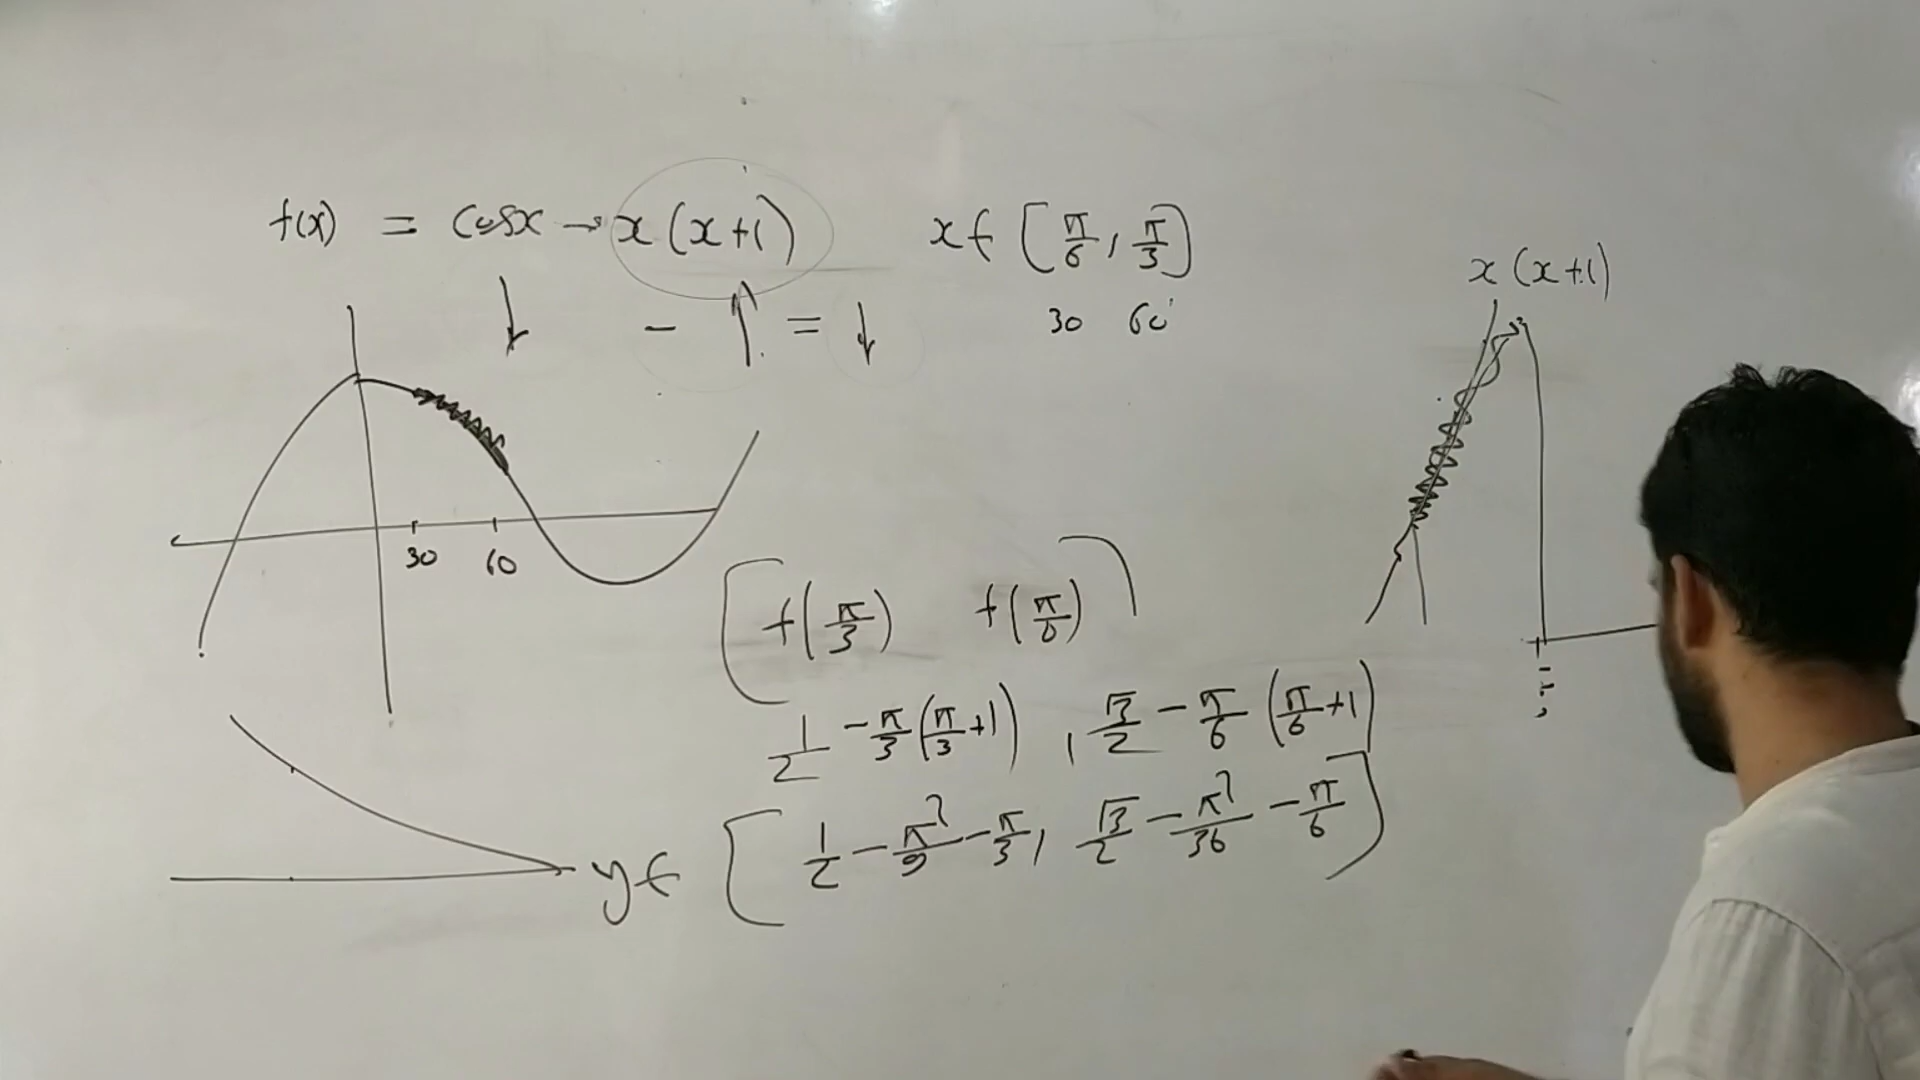 f(x) = cosx - x(x+1) x ∈ [π/6, π/3]
↓ - ↑ = ↓ 30 60
x(x+1)
30 60
[f(π/3) f(π/6)]
1/2 - π/3(π/3+1), √3/2 - π/6(π/6+1)
y ∈ [1/2 - π²/9 - π/3, √3/2 - π²/36 - π/6]